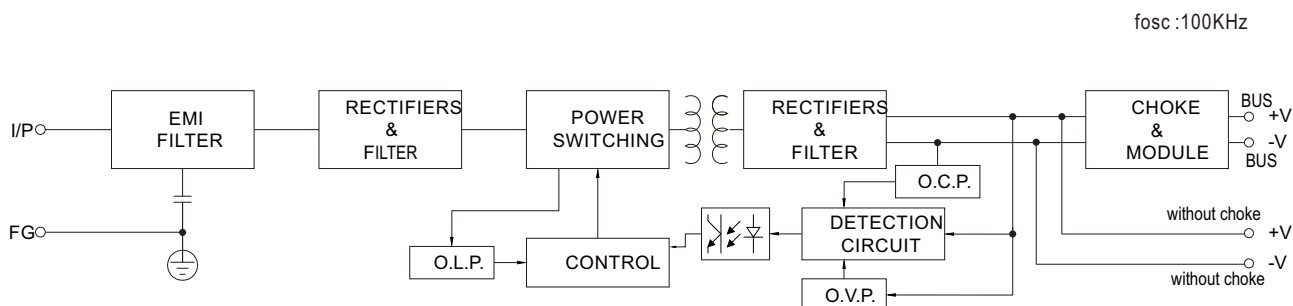 fosc :100KHz
I/P
EMI
FILTER
RECTIFIERS
&
FILTER
POWER
SWITCHING
RECTIFIERS
&
FILTER
CHOKE
&
MODULE
BUS
+V
-V
BUS
O.C.P.
FG
O.L.P.
CONTROL
DETECTION
CIRCUIT
O.V.P.
without choke
+V
-V
without choke